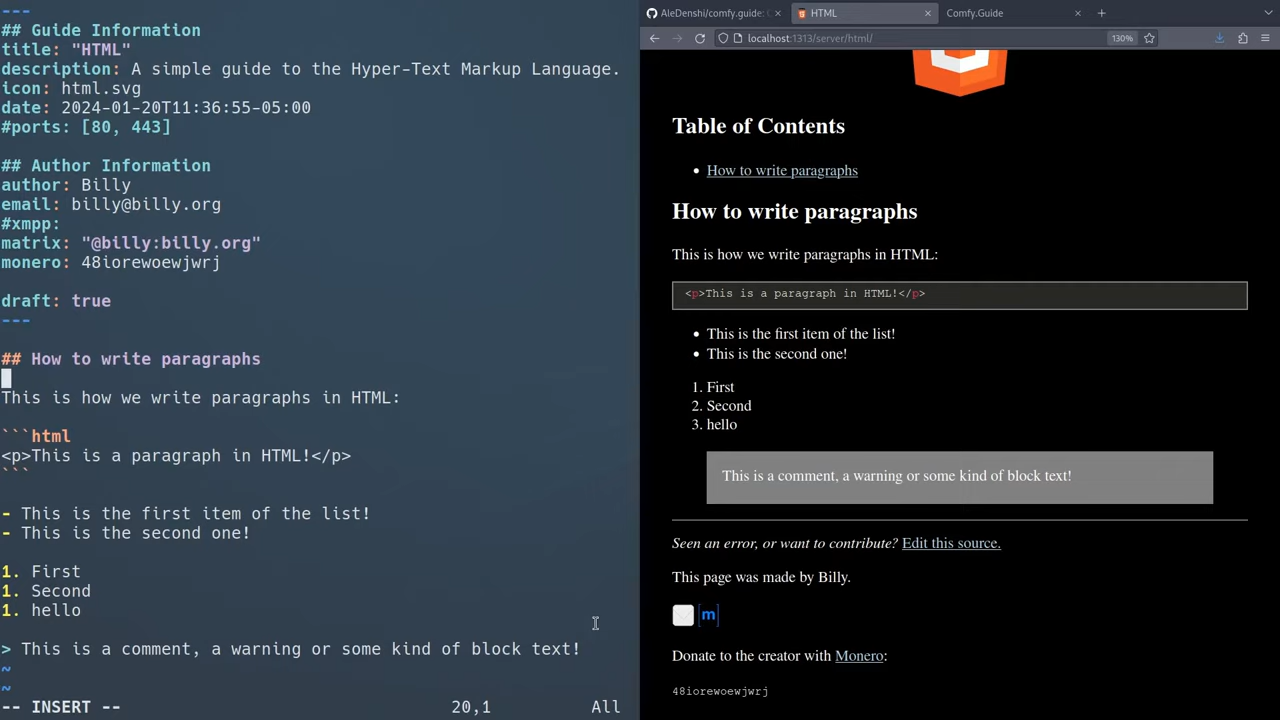 ---
## Guide Information
title: "HTML"
description: A simple guide to the Hyper-Text Markup Language.
icon: html.svg
date: 2024-01-20T11:36:55-05:00
#ports: [80, 443]
## Author Information
author: Billy
email: billy@billy.org
#xmpp:
matrix: "@billy:billy.org"
monero: 48iorewoewjwrj
draft: true
---
## How to write paragraphs
This is how we write paragraphs in HTML:
```html
<p>This is a paragraph in HTML!</p>
```
- This is the first item of the list!
- This is the second one!
1. First
1. Second
1. hello
> This is a comment, a warning or some kind of block text!
~
~
-- INSERT -- 20,1 All
AleDenshi/comfy.guide: HTML Comfy.Guide
localhost:1313/server/html/ 130%
Table of Contents
• How to write paragraphs
How to write paragraphs
This is how we write paragraphs in HTML:
<p>This is a paragraph in HTML!</p>
• This is the first item of the list!
• This is the second one!
1. First
2. Second
3. hello
This is a comment, a warning or some kind of block text!
Seen an error, or want to contribute? Edit this source.
This page was made by Billy.
[m]
Donate to the creator with Monero:
48iorewoewjwrj